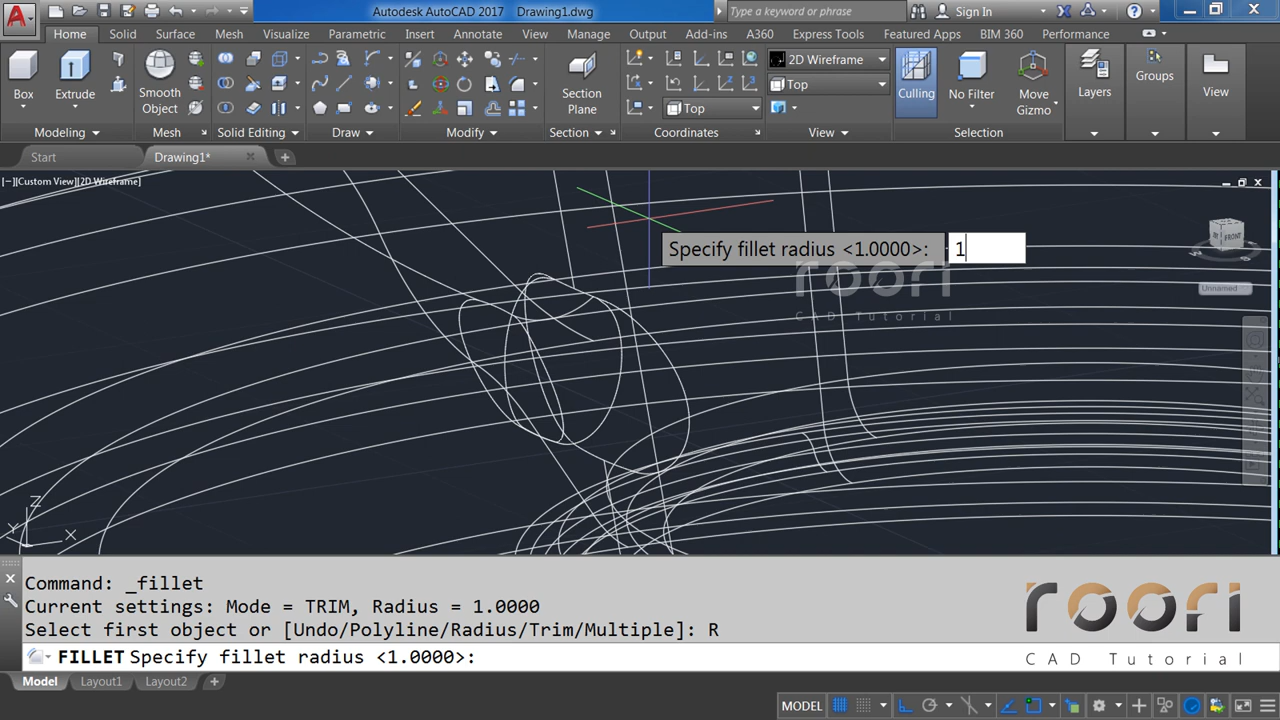 Autodesk AutoCAD 2017 Drawing1.dwg
Type a keyword or phrase
Sign In
Home Solid Surface Mesh Visualize Parametric Insert Annotate View Manage Output Add-ins A360 Express Tools Featured Apps BIM 360 Performance
Box
Extrude
Smooth
Object
Section
Plane
Top
2D Wireframe
Top
Culling
No Filter
Move
Gizmo
Layers
Groups
View
Modeling Mesh Solid Editing Draw Modify Section Coordinates View Selection
Start Drawing1*
[−][Custom View][2D Wireframe]
FRONT
Unnamed
Specify fillet radius <1.0000>: 1
roori
CAD Tutorial
Z
Y
X
Command: _fillet
Current settings: Mode = TRIM, Radius = 1.0000
Select first object or [Undo/Polyline/Radius/Trim/Multiple]: R
FILLET Specify fillet radius <1.0000>:
roori
CAD Tutorial
Model Layout1 Layout2
MODEL